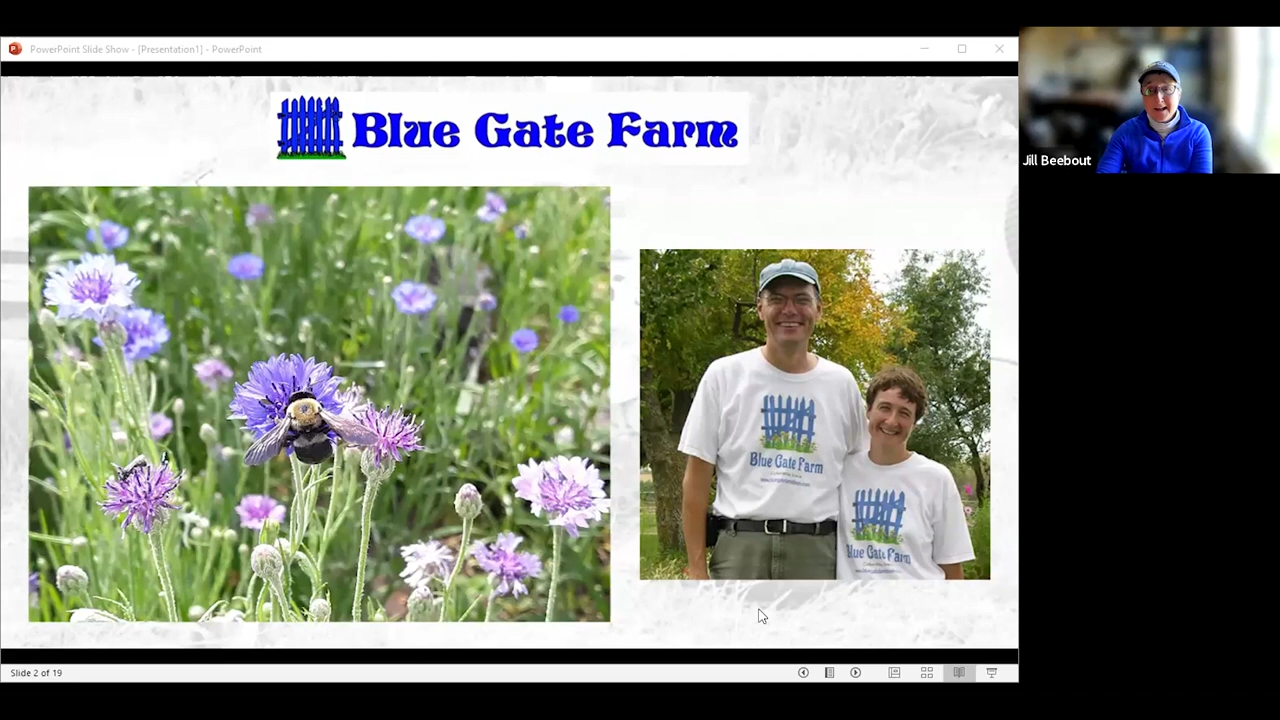 PowerPoint Slide Show - [Presentation1] - PowerPoint
Blue Gate Farm
Jill Beebout
Blue Gate Farm
Blue Gate Farm
Slide 2 of 19